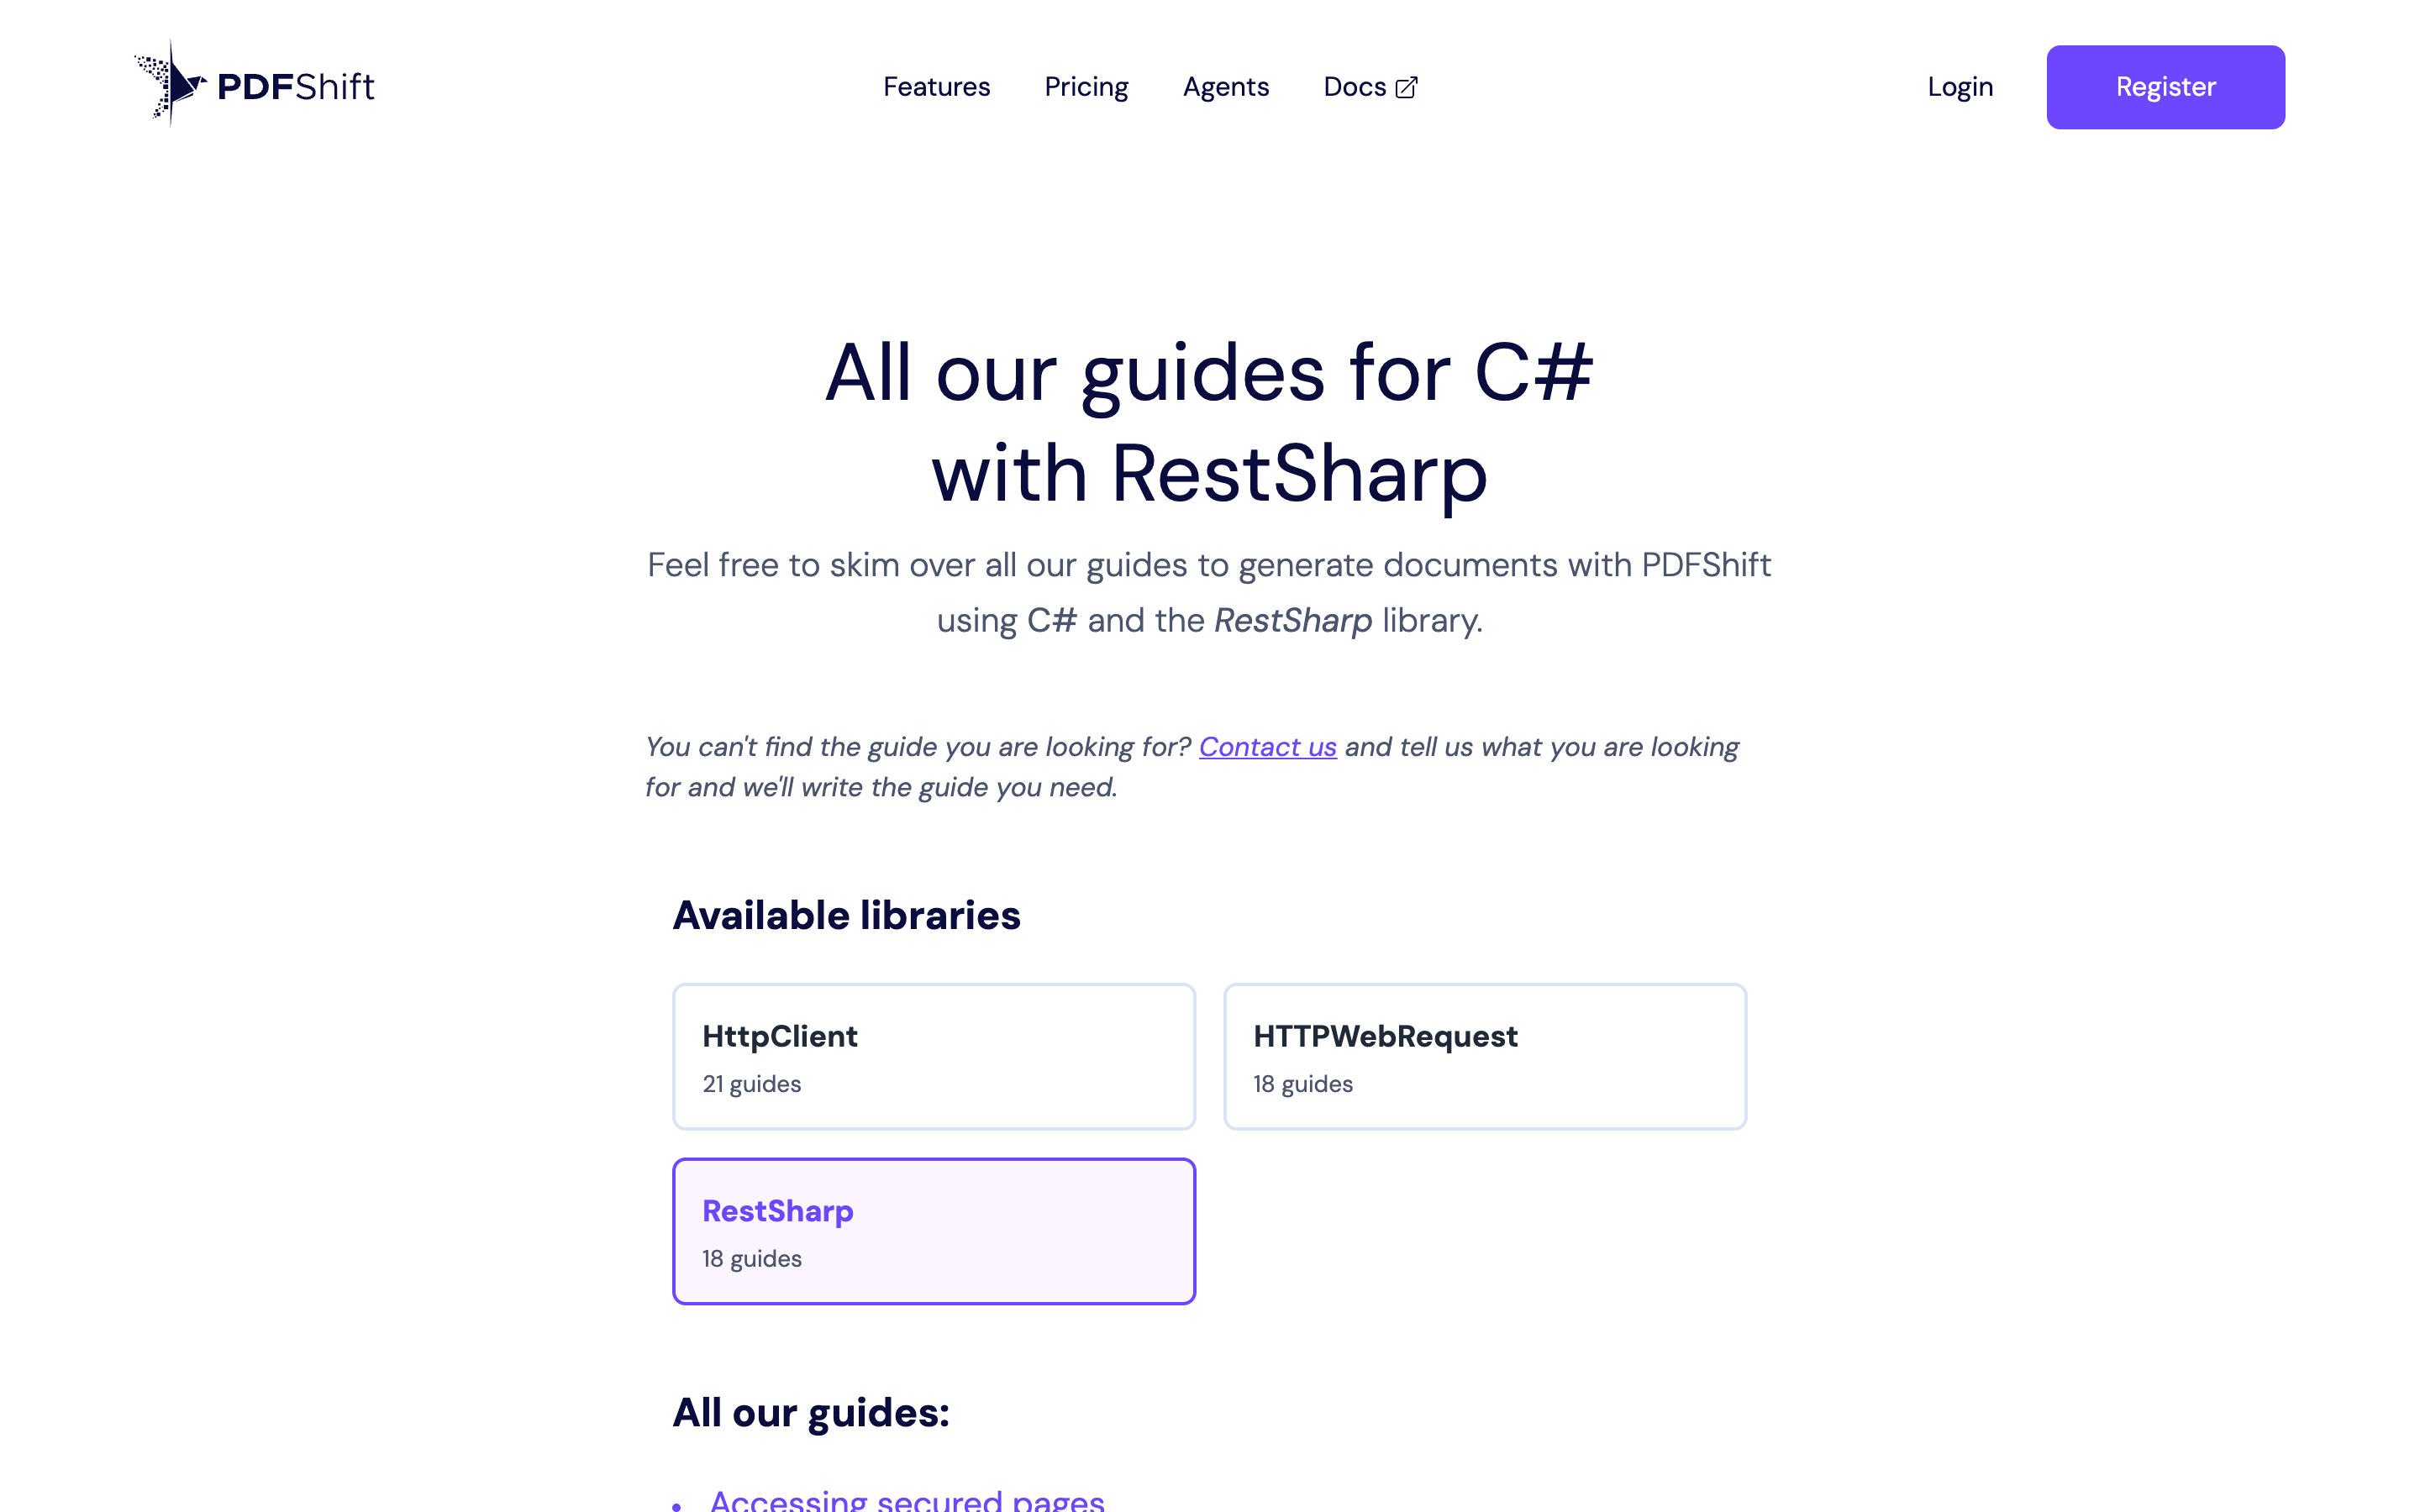 PDFShift
Features
Pricing
Agents
Docs
Login
Register
All our guides for C#
with RestSharp
Feel free to skim over all our guides to generate documents with PDFShift
using C# and the RestSharp library.
You can't find the guide you are looking for? Contact us and tell us what you are looking
for and we'll write the guide you need.
Available libraries
HttpClient
21 guides
HTTPWebRequest
18 guides
RestSharp
18 guides
All our guides:
Accessing secured pages